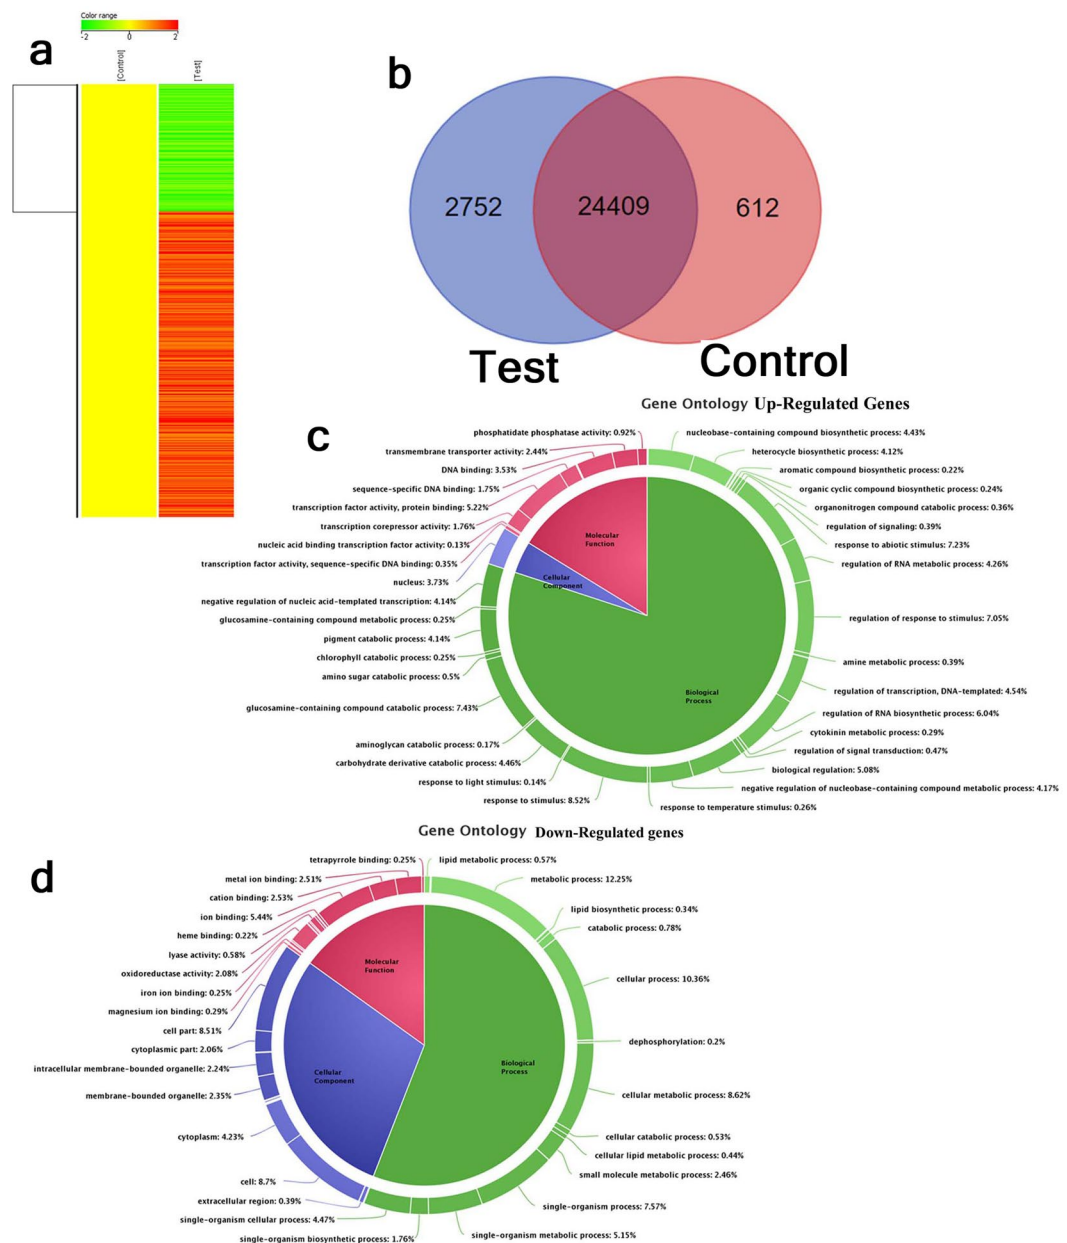 Color range
-2 0 2
a
[Control]
[Test]
b
2752
24409
612
Test
Control
Gene Ontology Up-Regulated Genes
c
phosphatidate phosphatase activity: 0.92%
transmembrane transporter activity: 2.44%
DNA binding: 3.53%
sequence-specific DNA binding: 1.75%
transcription factor activity, protein binding: 5.22%
transcription corepressor activity: 1.76%
nucleic acid binding transcription factor activity: 0.13%
transcription factor activity, sequence-specific DNA binding: 0.35%
nucleus: 3.73%
negative regulation of nucleic acid-templated transcription: 4.14%
glucosamine-containing compound metabolic process: 0.25%
pigment catabolic process: 4.14%
chlorophyll catabolic process: 0.25%
amino sugar catabolic process: 0.5%
glucosamine-containing compound catabolic process: 7.43%
aminoglycan catabolic process: 0.17%
carbohydrate derivative catabolic process: 4.46%
response to light stimulus: 0.14%
response to stimulus: 8.52%
nucleobase-containing compound biosynthetic process: 4.43%
heterocycle biosynthetic process: 4.12%
aromatic compound biosynthetic process: 0.22%
organic cyclic compound biosynthetic process: 0.24%
organonitrogen compound catabolic process: 0.36%
regulation of signaling: 0.39%
response to abiotic stimulus: 7.23%
regulation of RNA metabolic process: 4.26%
regulation of response to stimulus: 7.05%
amine metabolic process: 0.39%
regulation of transcription, DNA-templated: 4.54%
regulation of RNA biosynthetic process: 6.04%
cytokinin metabolic process: 0.29%
regulation of signal transduction: 0.47%
biological regulation: 5.08%
negative regulation of nucleobase-containing compound metabolic process: 4.17%
response to temperature stimulus: 0.26%
Molecular
Function
Cellular
Component
Biological
Process
Gene Ontology Down-Regulated genes
d
tetrapyrrole binding: 0.25%
metal ion binding: 2.51%
cation binding: 2.53%
ion binding: 5.44%
heme binding: 0.22%
lyase activity: 0.58%
oxidoreductase activity: 2.08%
iron ion binding: 0.25%
magnesium ion binding: 0.29%
cell part: 8.51%
cytoplasmic part: 2.06%
intracellular membrane-bounded organelle: 2.24%
membrane-bounded organelle: 2.35%
cytoplasm: 4.23%
cell: 8.7%
extracellular region: 0.39%
single-organism cellular process: 4.47%
single-organism biosynthetic process: 1.76%
lipid metabolic process: 0.57%
metabolic process: 12.25%
lipid biosynthetic process: 0.34%
catabolic process: 0.78%
cellular process: 10.36%
dephosphorylation: 0.2%
cellular metabolic process: 8.62%
cellular catabolic process: 0.53%
cellular lipid metabolic process: 0.44%
small molecule metabolic process: 2.46%
single-organism process: 7.57%
single-organism metabolic process: 5.15%
Molecular
Function
Cellular
Component
Biological
Process